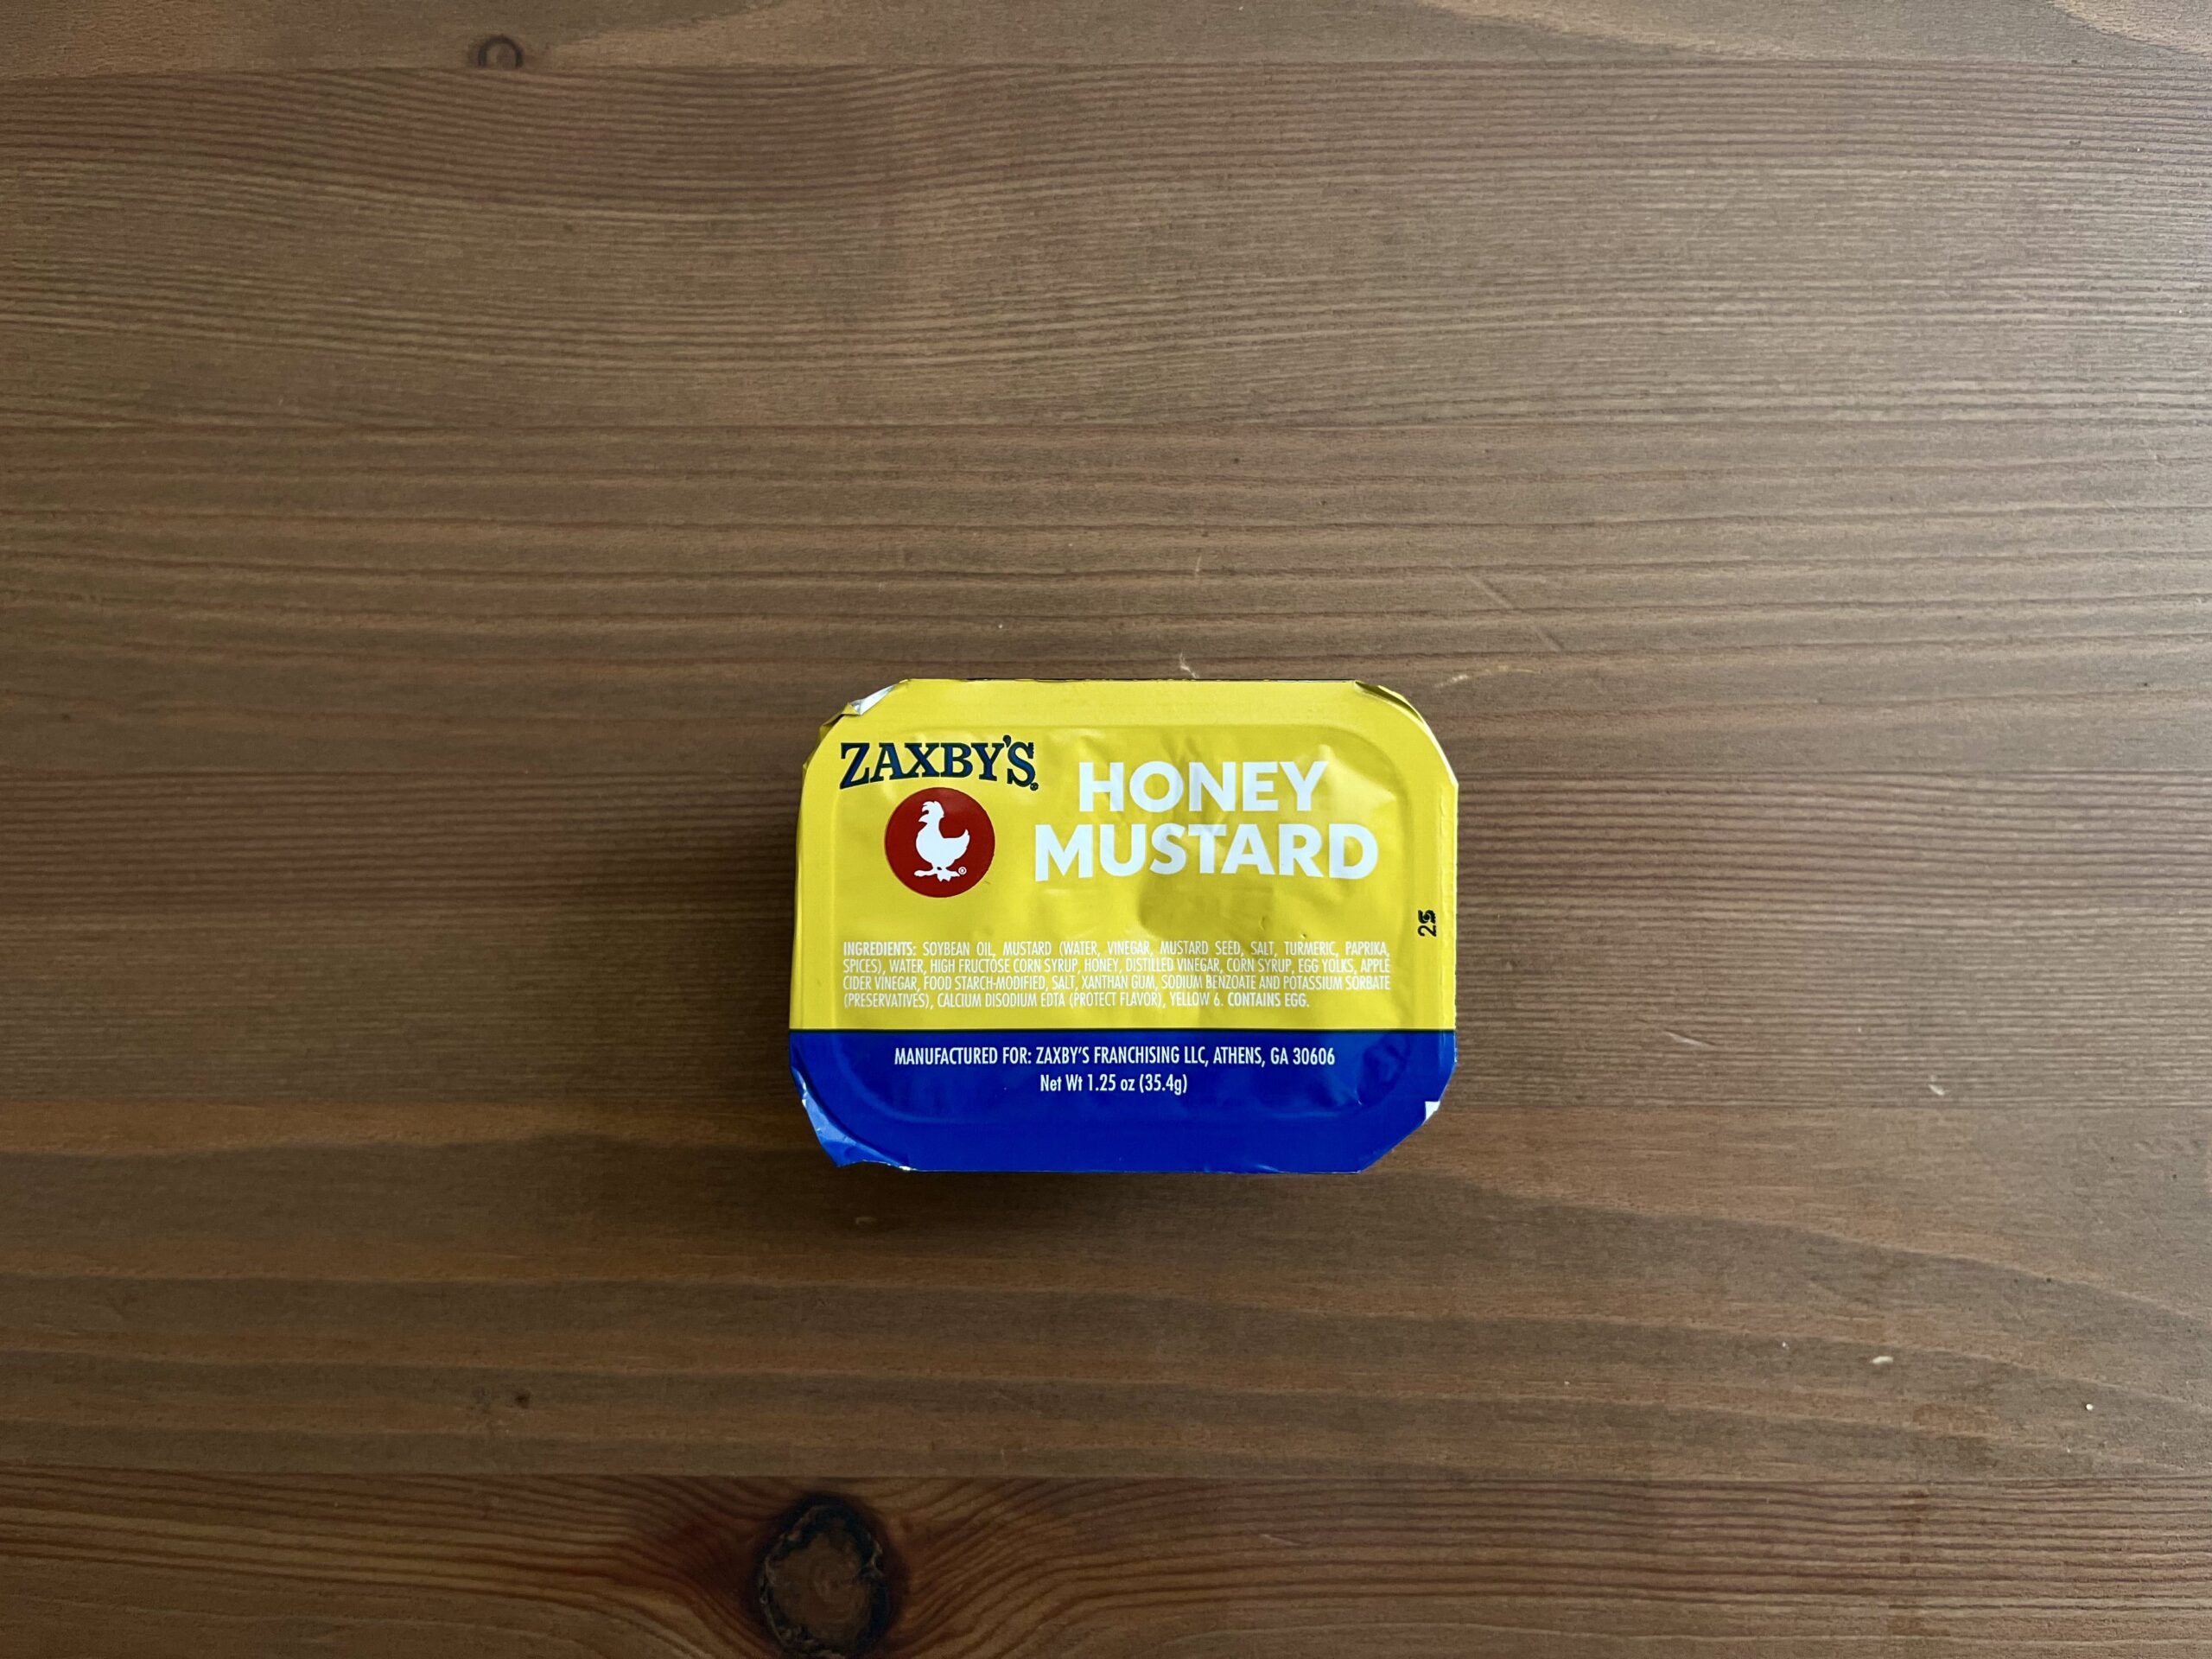 ZAXBY'S®
®
HONEY
MUSTARD
INGREDIENTS: SOYBEAN OIL, MUSTARD (WATER, VINEGAR, MUSTARD SEED, SALT, TURMERIC, PAPRIKA,
SPICES), WATER, HIGH FRUCTOSE CORN SYRUP, HONEY, DISTILLED VINEGAR, CORN SYRUP, EGG YOLKS, APPLE
CIDER VINEGAR, FOOD STARCH-MODIFIED, SALT, XANTHAN GUM, SODIUM BENZOATE AND POTASSIUM SORBATE
(PRESERVATIVES), CALCIUM DISODIUM EDTA (PROTECT FLAVOR), YELLOW 6. CONTAINS EGG.
MANUFACTURED FOR: ZAXBY'S FRANCHISING LLC, ATHENS, GA 30606
Net Wt 1.25 oz (35.4g)